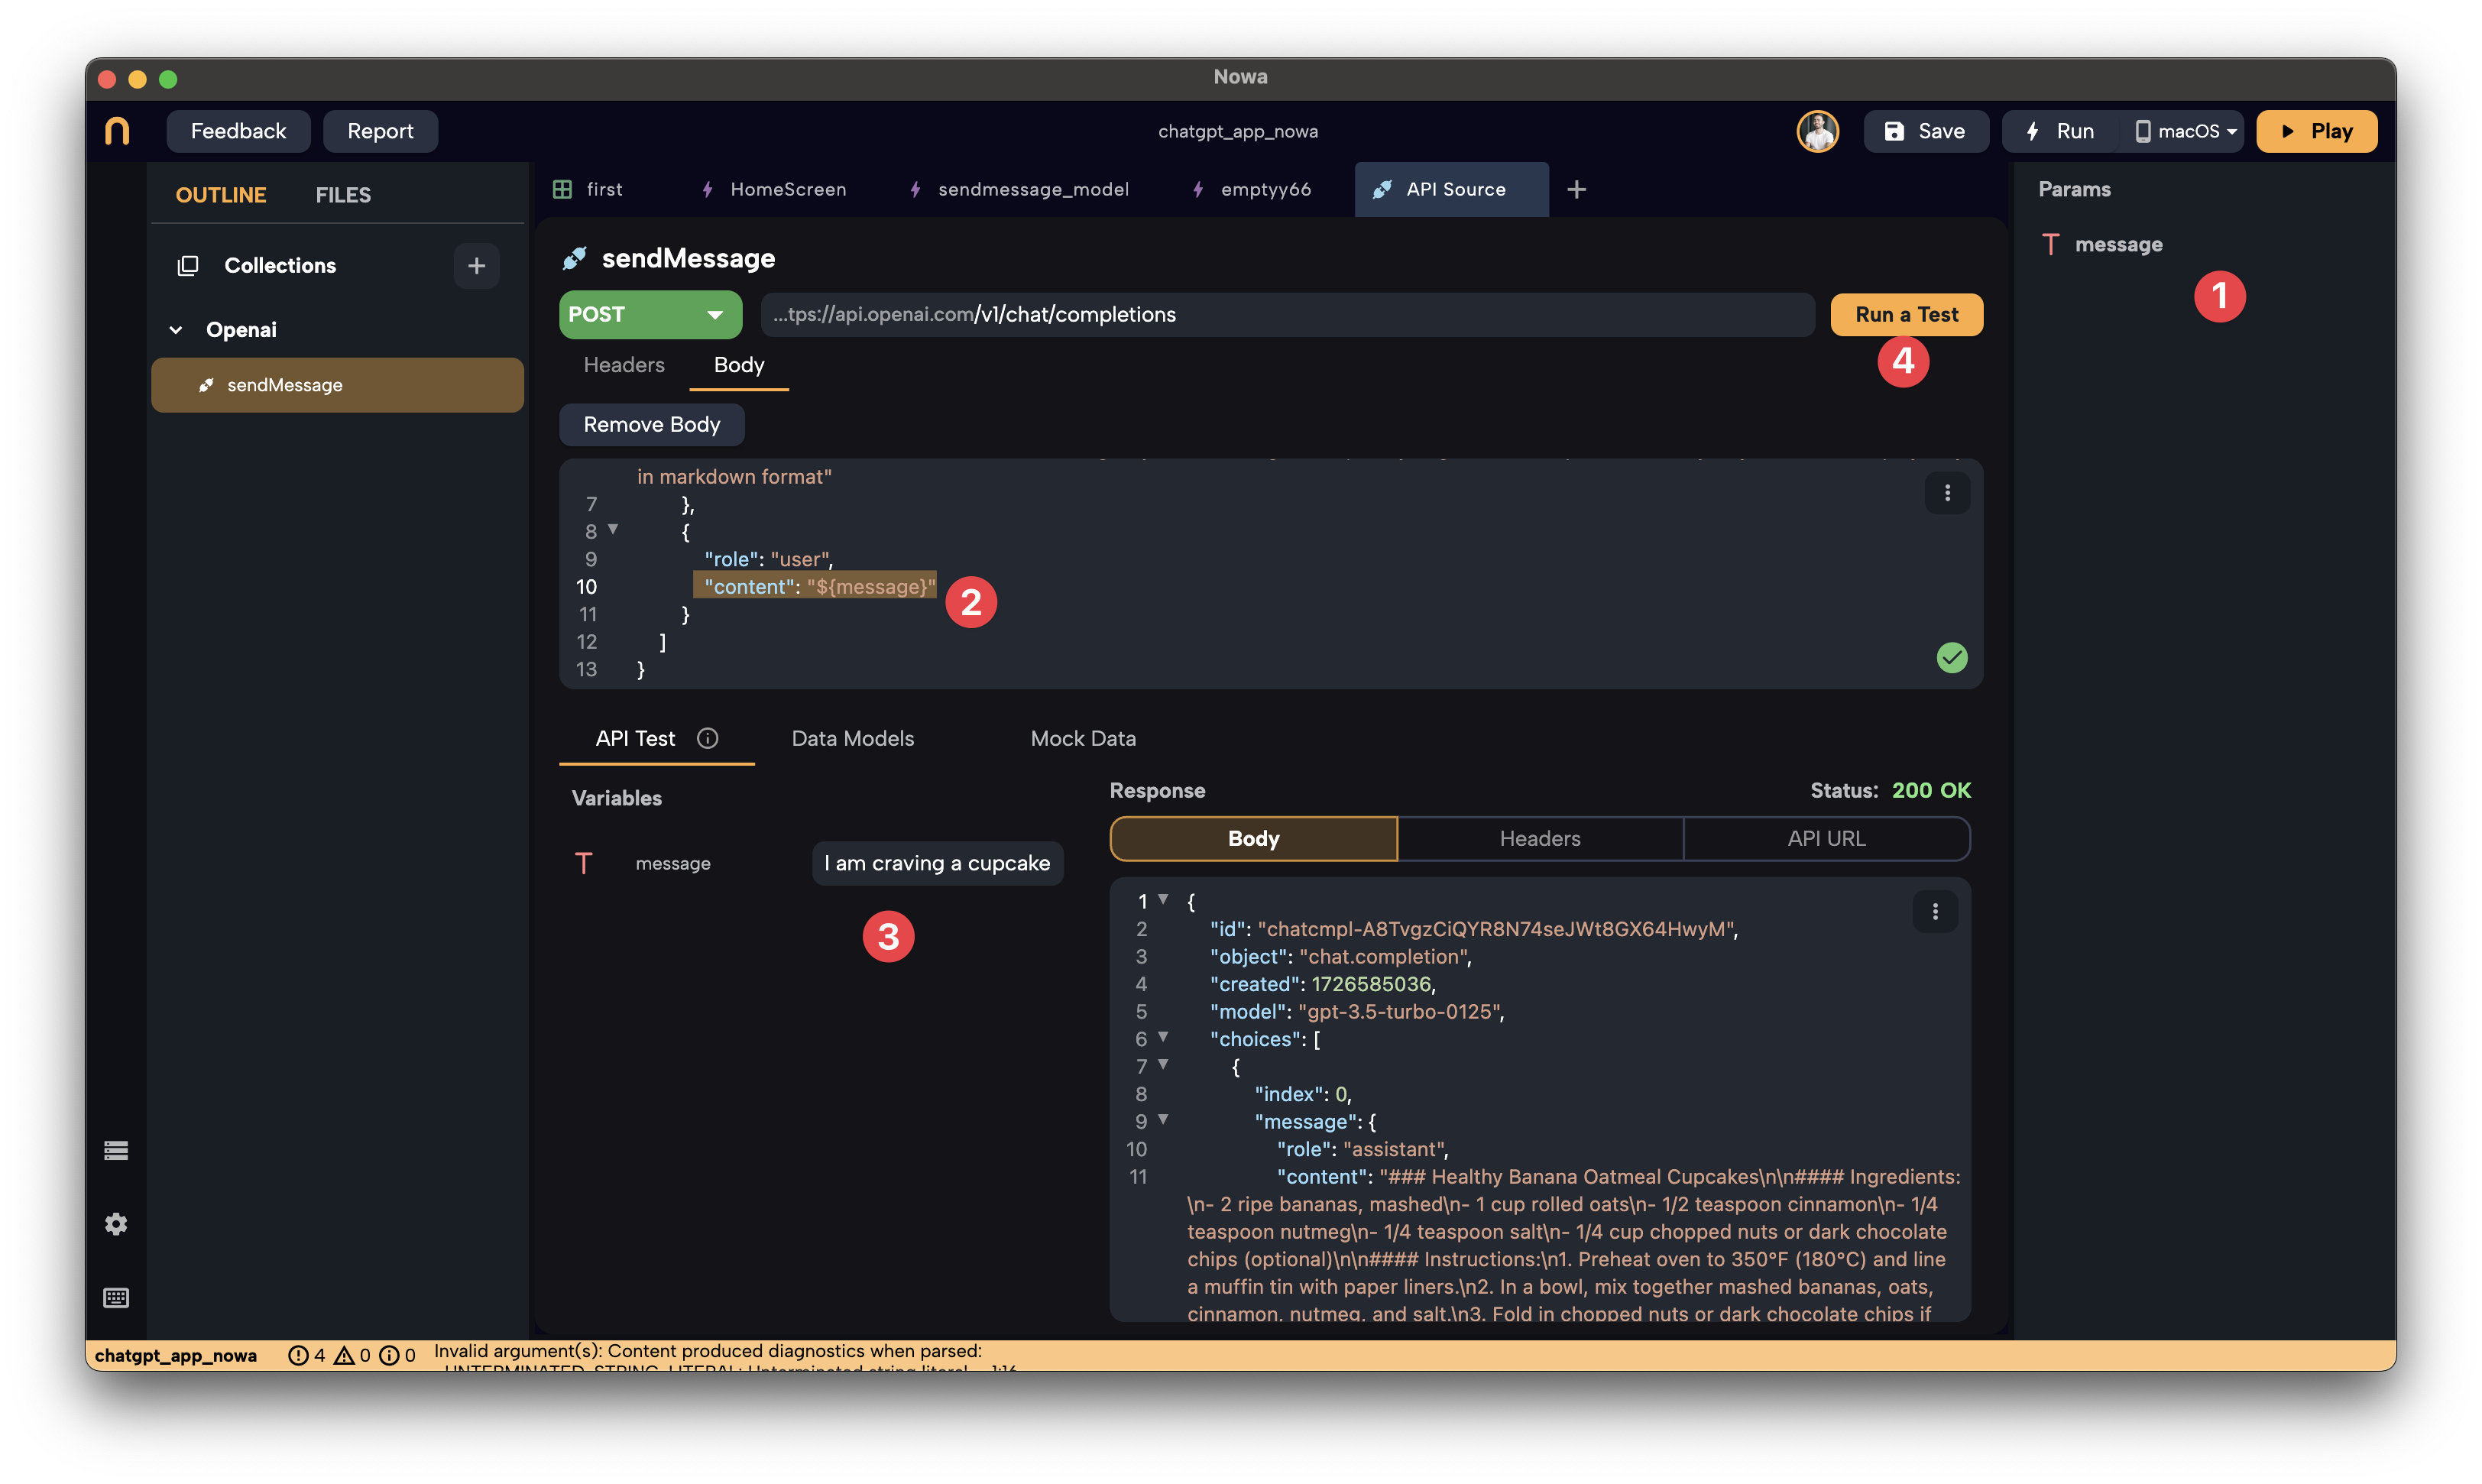 Nowa
Feedback
Report
chatgpt_app_nowa
Save
Run
macOS
Play
OUTLINE
FILES
first
HomeScreen
sendmessage_model
emptyy66
API Source
+
Params
Collections
+
T message
1
sendMessage
Openai
POST
...tps://api.openai.com/v1/chat/completions
Run a Test
4
sendMessage
Headers
Body
Remove Body
in markdown format"
7 },
8 {
9 "role": "user",
10 "content": "${message}"
2
11 }
12 ]
13 }
API Test
Data Models
Mock Data
Variables
Response
Status: 200 OK
Body
Headers
API URL
T message
I am craving a cupcake
3
1 {
2 "id": "chatcmpl-A8TvgzCiQYR8N74seJWt8GX64HwyM",
3 "object": "chat.completion",
4 "created": 1726585036,
5 "model": "gpt-3.5-turbo-0125",
6 "choices": [
7 {
8 "index": 0,
9 "message": {
10 "role": "assistant",
11 "content": "### Healthy Banana Oatmeal Cupcakes\n\n#### Ingredients:
\n- 2 ripe bananas, mashed\n- 1 cup rolled oats\n- 1/2 teaspoon cinnamon\n- 1/4
teaspoon nutmeg\n- 1/4 teaspoon salt\n- 1/4 cup chopped nuts or dark chocolate
chips (optional)\n\n#### Instructions:\n1. Preheat oven to 350°F (180°C) and line
a muffin tin with paper liners.\n2. In a bowl, mix together mashed bananas, oats,
cinnamon, nutmeg, and salt.\n3. Fold in chopped nuts or dark chocolate chips if
chatgpt_app_nowa
4
0
0
Invalid argument(s): Content produced diagnostics when parsed:
UNTERMINATED_STRING_LITERAL: Unterminated string literal.